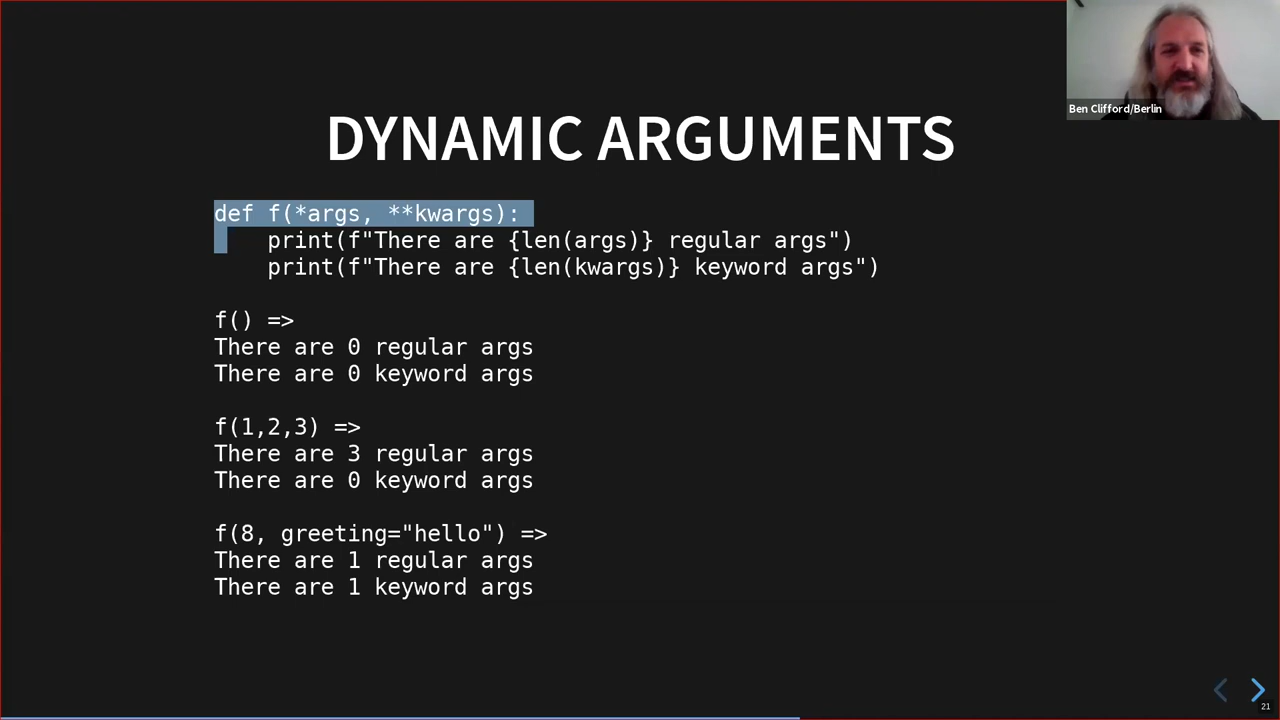 Ben Clifford/Berlin
DYNAMIC ARGUMENTS
def f(*args, **kwargs):
    print(f"There are {len(args)} regular args")
    print(f"There are {len(kwargs)} keyword args")
f() =>
There are 0 regular args
There are 0 keyword args
f(1,2,3) =>
There are 3 regular args
There are 0 keyword args
f(8, greeting="hello") =>
There are 1 regular args
There are 1 keyword args
21